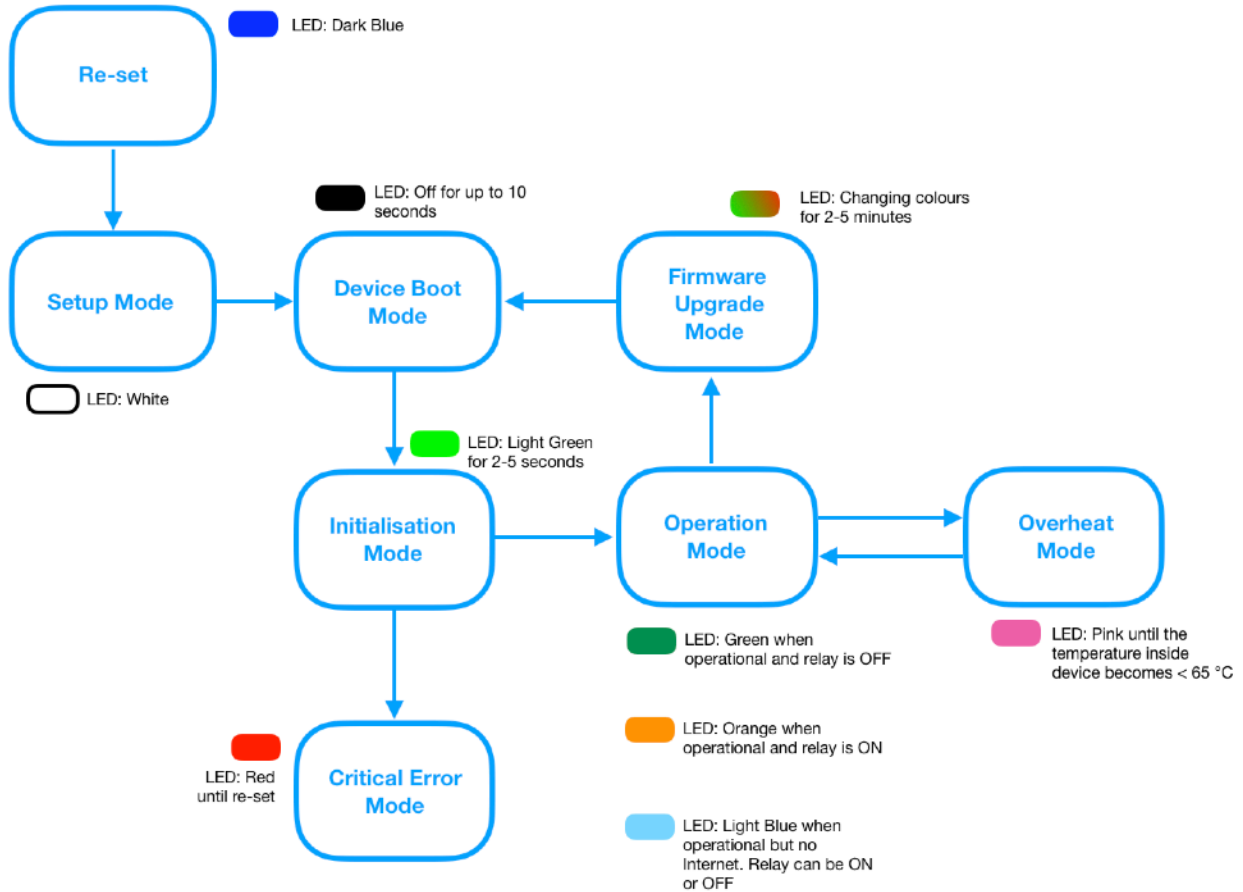 LED: Dark Blue
Re-set
LED: Off for up to 10
seconds
LED: Changing colours
for 2-5 minutes
Setup Mode
Device Boot
Mode
Firmware
Upgrade
Mode
LED: White
LED: Light Green
for 2-5 seconds
Initialisation
Mode
Operation
Mode
Overheat
Mode
LED: Green when
operational and relay is OFF
LED: Pink until the
temperature inside
device becomes < 65 °C
LED: Orange when
operational and relay is ON
LED: Red
until re-set
Critical Error
Mode
LED: Light Blue when
operational but no
Internet. Relay can be ON
or OFF